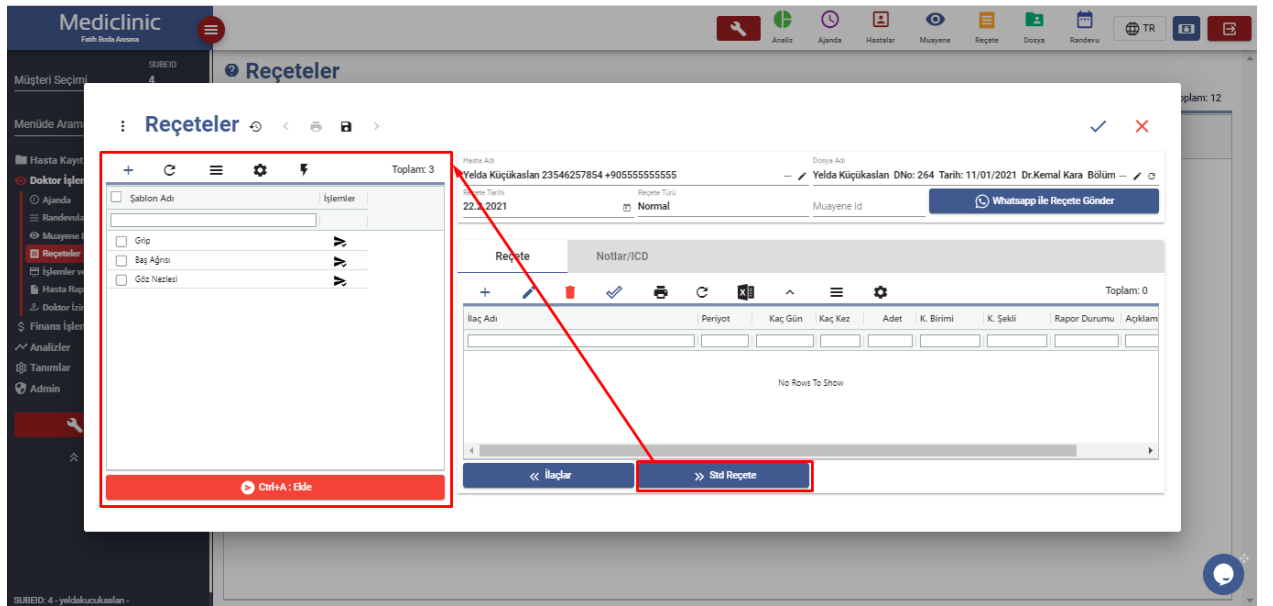 Mediclinic
Fatih Boda Anısına
Analiz
Ajanda
Hastalar
Muayene
Reçete
Dosya
Randevu
TR
Müşteri Seçimi
SUBEID
4
Reçeteler
oplam: 12
Menüde Aram
Hasta Kayıt
Doktor İşler
Ajanda
Randevula
Muayene
Reçeteler
İşlemler ve
Hasta Rap
Doktor İzin
Finans İşler
Analizler
Tanımlar
Admin
Reçeteler
Toplam: 3
Şablon Adı
İşlemler
Grip
Baş Ağrısı
Göz Nezlesi
Ctrl+A : Ekle
Hasta Adı
Yelda Küçükaslan 23546257854 +905555555555
Dosya Adı
Yelda Küçükaslan DNo: 264 Tarih: 11/01/2021 Dr.Kemal Kara Bölüm
Reçete Tarihi
22.2.2021
Reçete Türü
Normal
Muayene Id
Whatsapp ile Reçete Gönder
Reçete
Notlar/ICD
Toplam: 0
İlaç Adı
Periyot
Kaç Gün
Kaç Kez
Adet
K. Birimi
K. Şekli
Rapor Durumu
Açıklam
No Rows To Show
İlaçlar
Std Reçete
SUBEID: 4 - yeldakucukaslan -